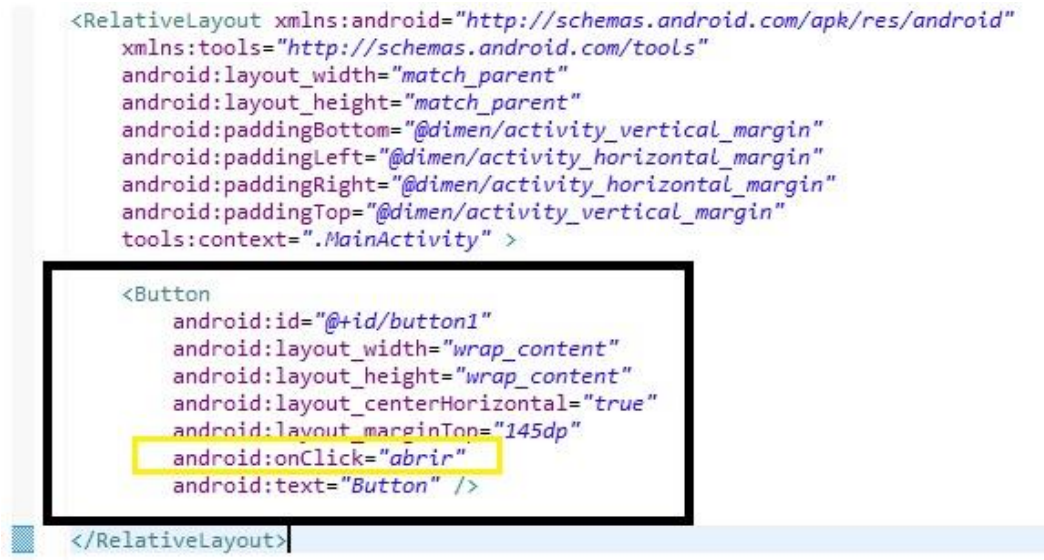 <RelativeLayout xmlns:android="http://schemas.android.com/apk/res/android"
    xmlns:tools="http://schemas.android.com/tools"
    android:layout_width="match_parent"
    android:layout_height="match_parent"
    android:paddingBottom="@dimen/activity_vertical_margin"
    android:paddingLeft="@dimen/activity_horizontal_margin"
    android:paddingRight="@dimen/activity_horizontal_margin"
    android:paddingTop="@dimen/activity_vertical_margin"
    tools:context=".MainActivity" >
    <Button
        android:id="@+id/button1"
        android:layout_width="wrap_content"
        android:layout_height="wrap_content"
        android:layout_centerHorizontal="true"
        android:layout_marginTop="145dp"
        android:onClick="abrir"
        android:text="Button" />
</RelativeLayout>